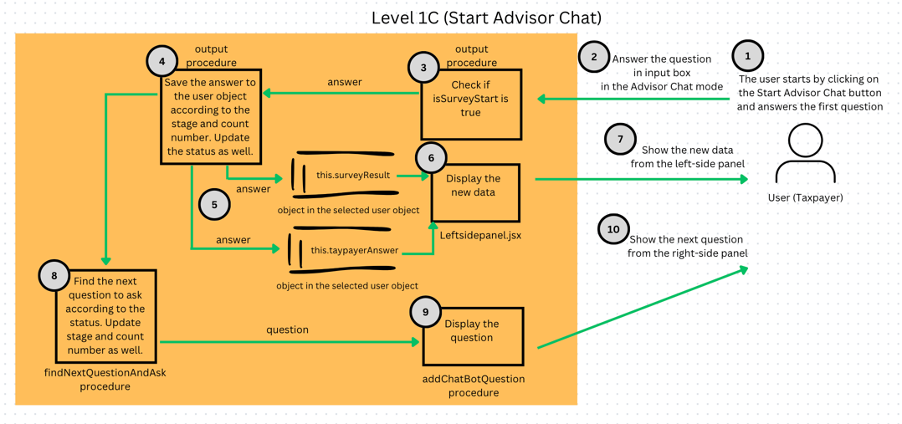 Level 1C (Start Advisor Chat)
1
The user starts by clicking on
the Start Advisor Chat button
and answers the first question
User (Taxpayer)
2
Answer the question
in input box
in the Advisor Chat mode
output
procedure
3
Check if
isSurveyStart is
true
answer
output
procedure
4
Save the answer to
the user object
according to the
stage and count
number. Update
the status as well.
5
answer
answer
this.surveyResult
object in the selected user object
this.taypayerAnswer
object in the selected user object
6
Display the
new data
Leftsidepanel.jsx
7
Show the new data
from the left-side panel
8
Find the next
question to ask
according to the
status. Update
stage and count
number as well.
findNextQuestionAndAsk
procedure
question
9
Display the
question
addChatBotQuestion
procedure
10
Show the next question
from the right-side panel